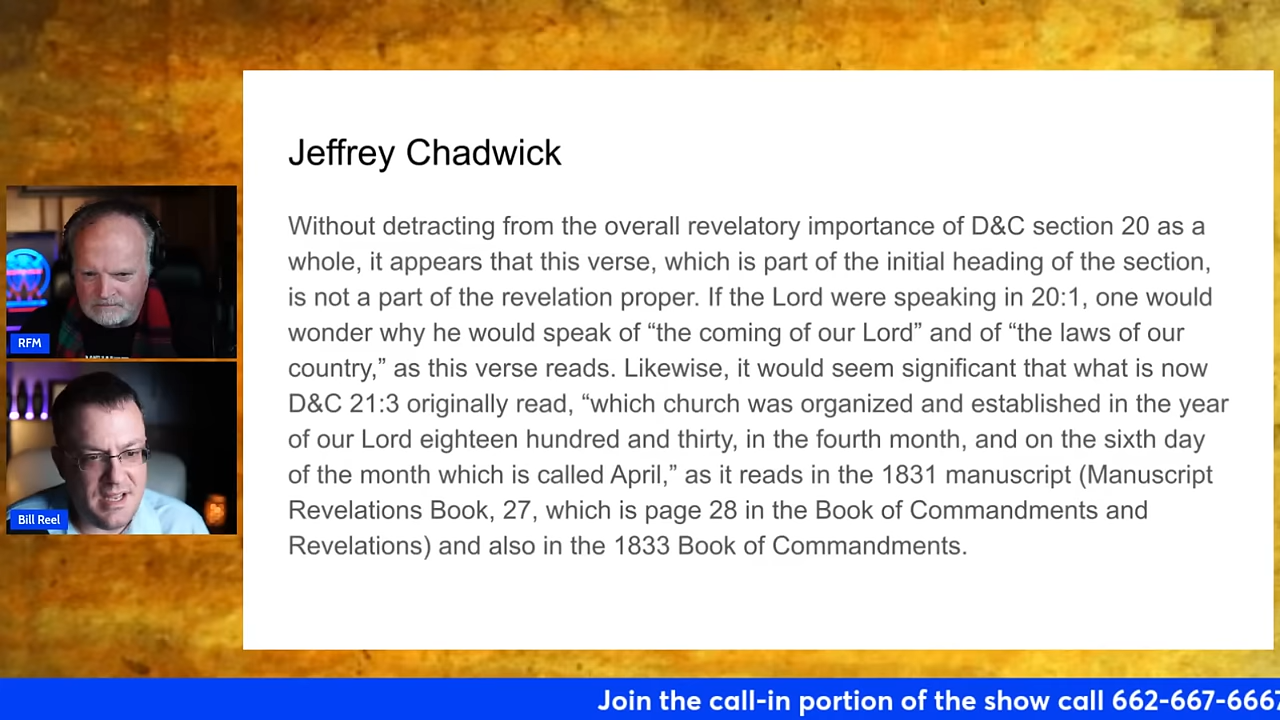 Jeffrey Chadwick
Without detracting from the overall revelatory importance of D&C section 20 as a
whole, it appears that this verse, which is part of the initial heading of the section,
is not a part of the revelation proper. If the Lord were speaking in 20:1, one would
wonder why he would speak of “the coming of our Lord” and of “the laws of our
country,” as this verse reads. Likewise, it would seem significant that what is now
D&C 21:3 originally read, “which church was organized and established in the year
of our Lord eighteen hundred and thirty, in the fourth month, and on the sixth day
of the month which is called April,” as it reads in the 1831 manuscript (Manuscript
Revelations Book, 27, which is page 28 in the Book of Commandments and
Revelations) and also in the 1833 Book of Commandments.
RFM
Bill Reel
Join the call-in portion of the show call 662-667-6667